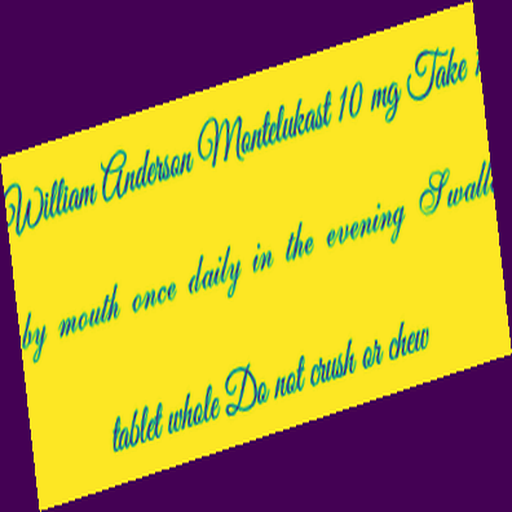 William Anderson Montelukast 10 mg Take
by mouth once daily in the evening
tablet whole Do not crush or chew